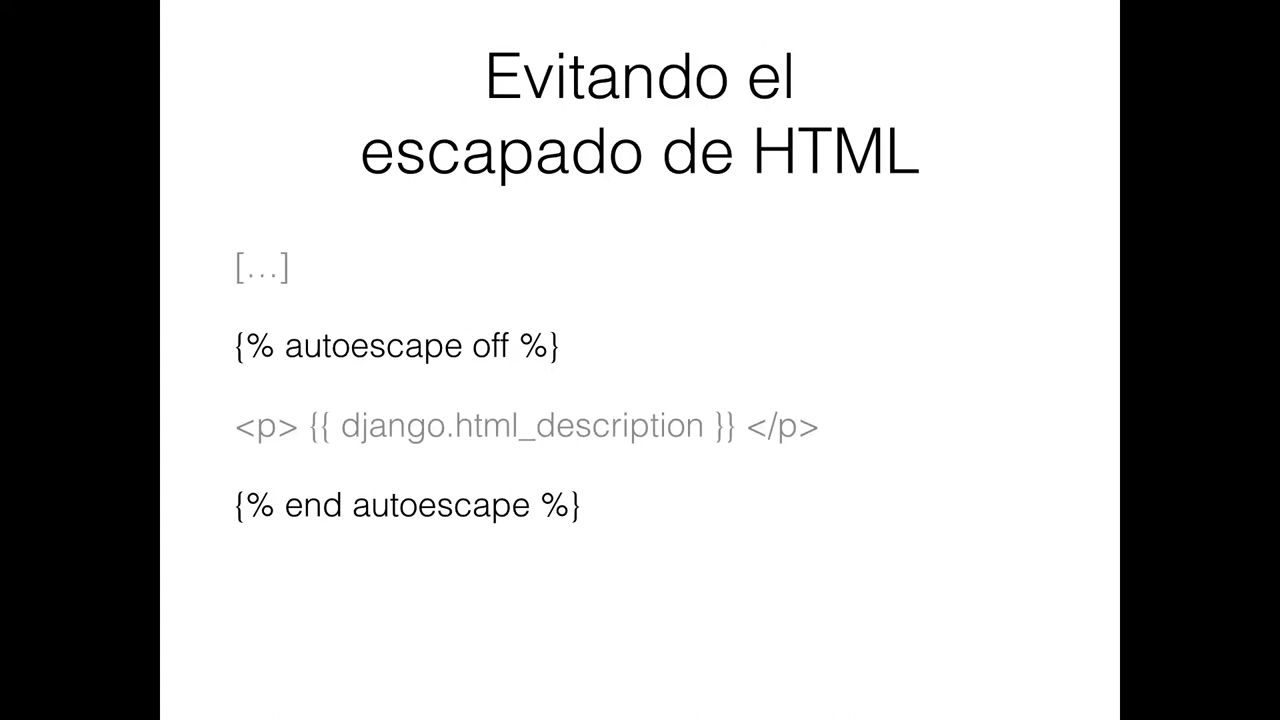 Evitando el
escapado de HTML
[…]
{% autoescape off %}
<p> {{ django.html_description }} </p>
{% end autoescape %}